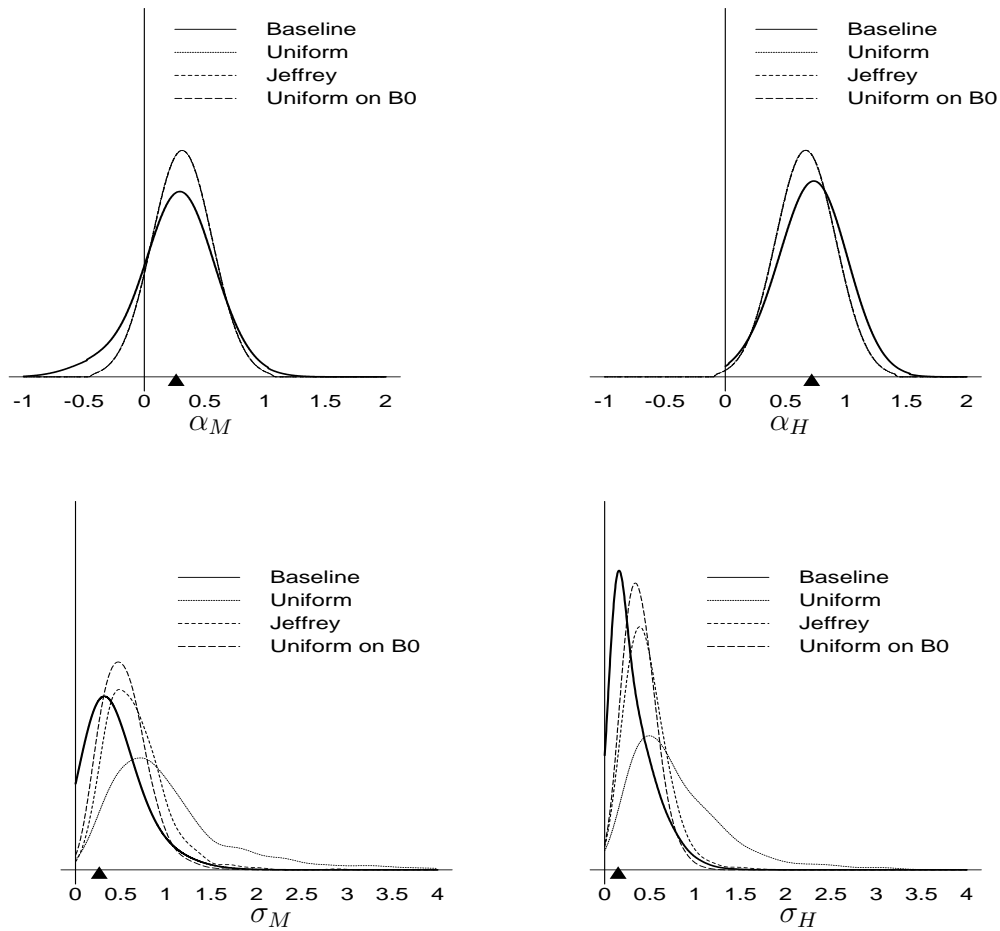 Baseline
Uniform
Jeffrey
Uniform on B0
-1 -0.5 0 0.5 1 1.5 2
α_M
Baseline
Uniform
Jeffrey
Uniform on B0
-1 -0.5 0 0.5 1 1.5 2
α_H
Baseline
Uniform
Jeffrey
Uniform on B0
0 0.5 1 1.5 2 2.5 3 3.5 4
σ_M
Baseline
Uniform
Jeffrey
Uniform on B0
0 0.5 1 1.5 2 2.5 3 3.5 4
σ_H